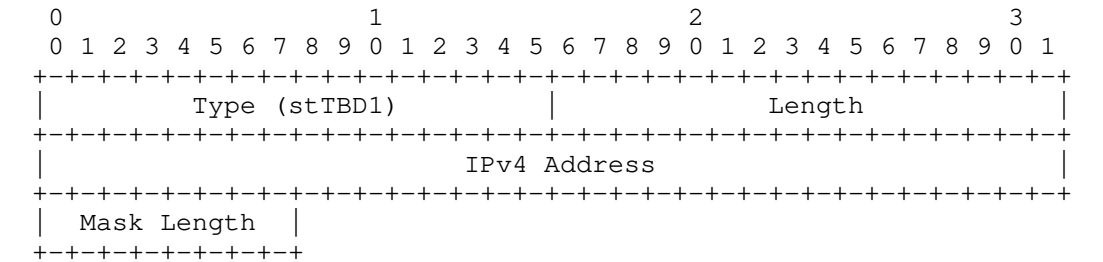 0                   1                   2                   3
 0 1 2 3 4 5 6 7 8 9 0 1 2 3 4 5 6 7 8 9 0 1 2 3 4 5 6 7 8 9 0 1
+-+-+-+-+-+-+-+-+-+-+-+-+-+-+-+-+-+-+-+-+-+-+-+-+-+-+-+-+-+-+-+-+
|         Type (stTBD1)         |             Length            |
+-+-+-+-+-+-+-+-+-+-+-+-+-+-+-+-+-+-+-+-+-+-+-+-+-+-+-+-+-+-+-+-+
|                          IPv4 Address                         |
+-+-+-+-+-+-+-+-+-+-+-+-+-+-+-+-+-+-+-+-+-+-+-+-+-+-+-+-+-+-+-+-+
|  Mask Length  |
+-+-+-+-+-+-+-+-+